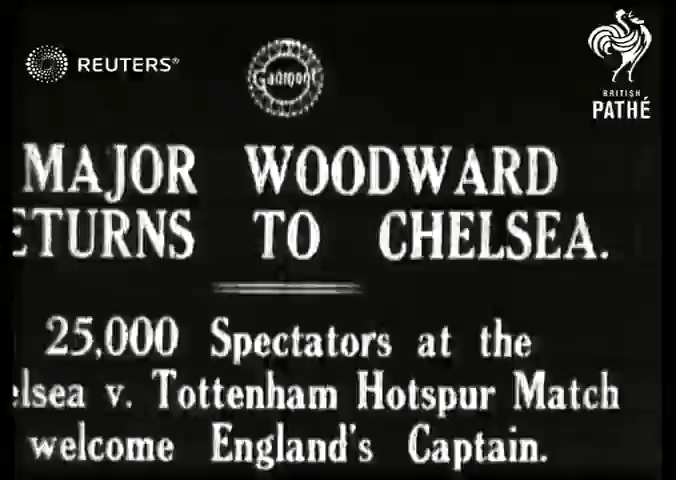 REUTERS®
Gaumont
BRITISH
PATHÉ
MAJOR WOODWARD
ETURNS TO CHELSEA.
25,000 Spectators at the
elsea v. Tottenham Hotspur Match
welcome England's Captain.